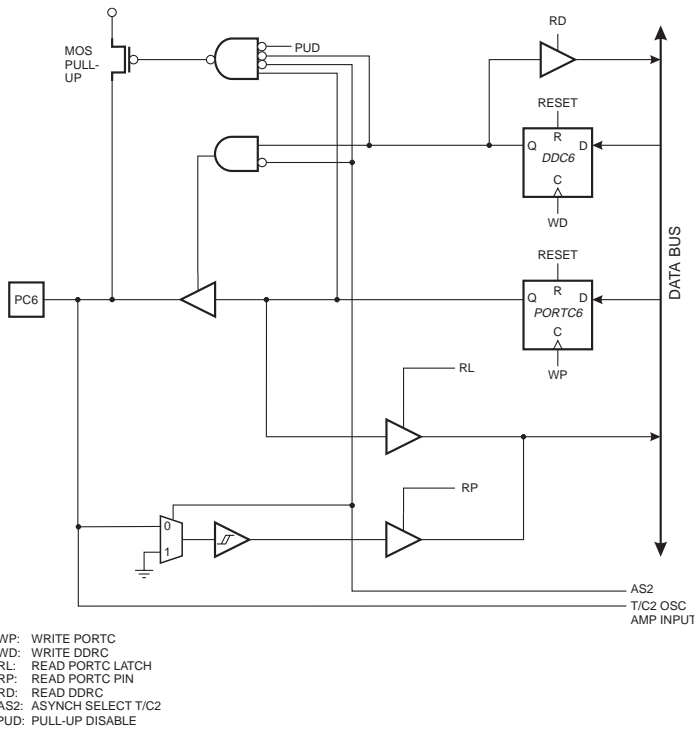 RD
MOS
PULL-
UP
PUD
RESET
R
Q
D
DDC6
C
WD
DATA BUS
RESET
PC6
R
Q
D
PORTC6
C
WP
RL
RP
0
1
AS2
T/C2 OSC
AMP INPUT
WP: WRITE PORTC
WD: WRITE DDRC
RL: READ PORTC LATCH
RP: READ PORTC PIN
RD: READ DDRC
AS2: ASYNCH SELECT T/C2
PUD: PULL-UP DISABLE